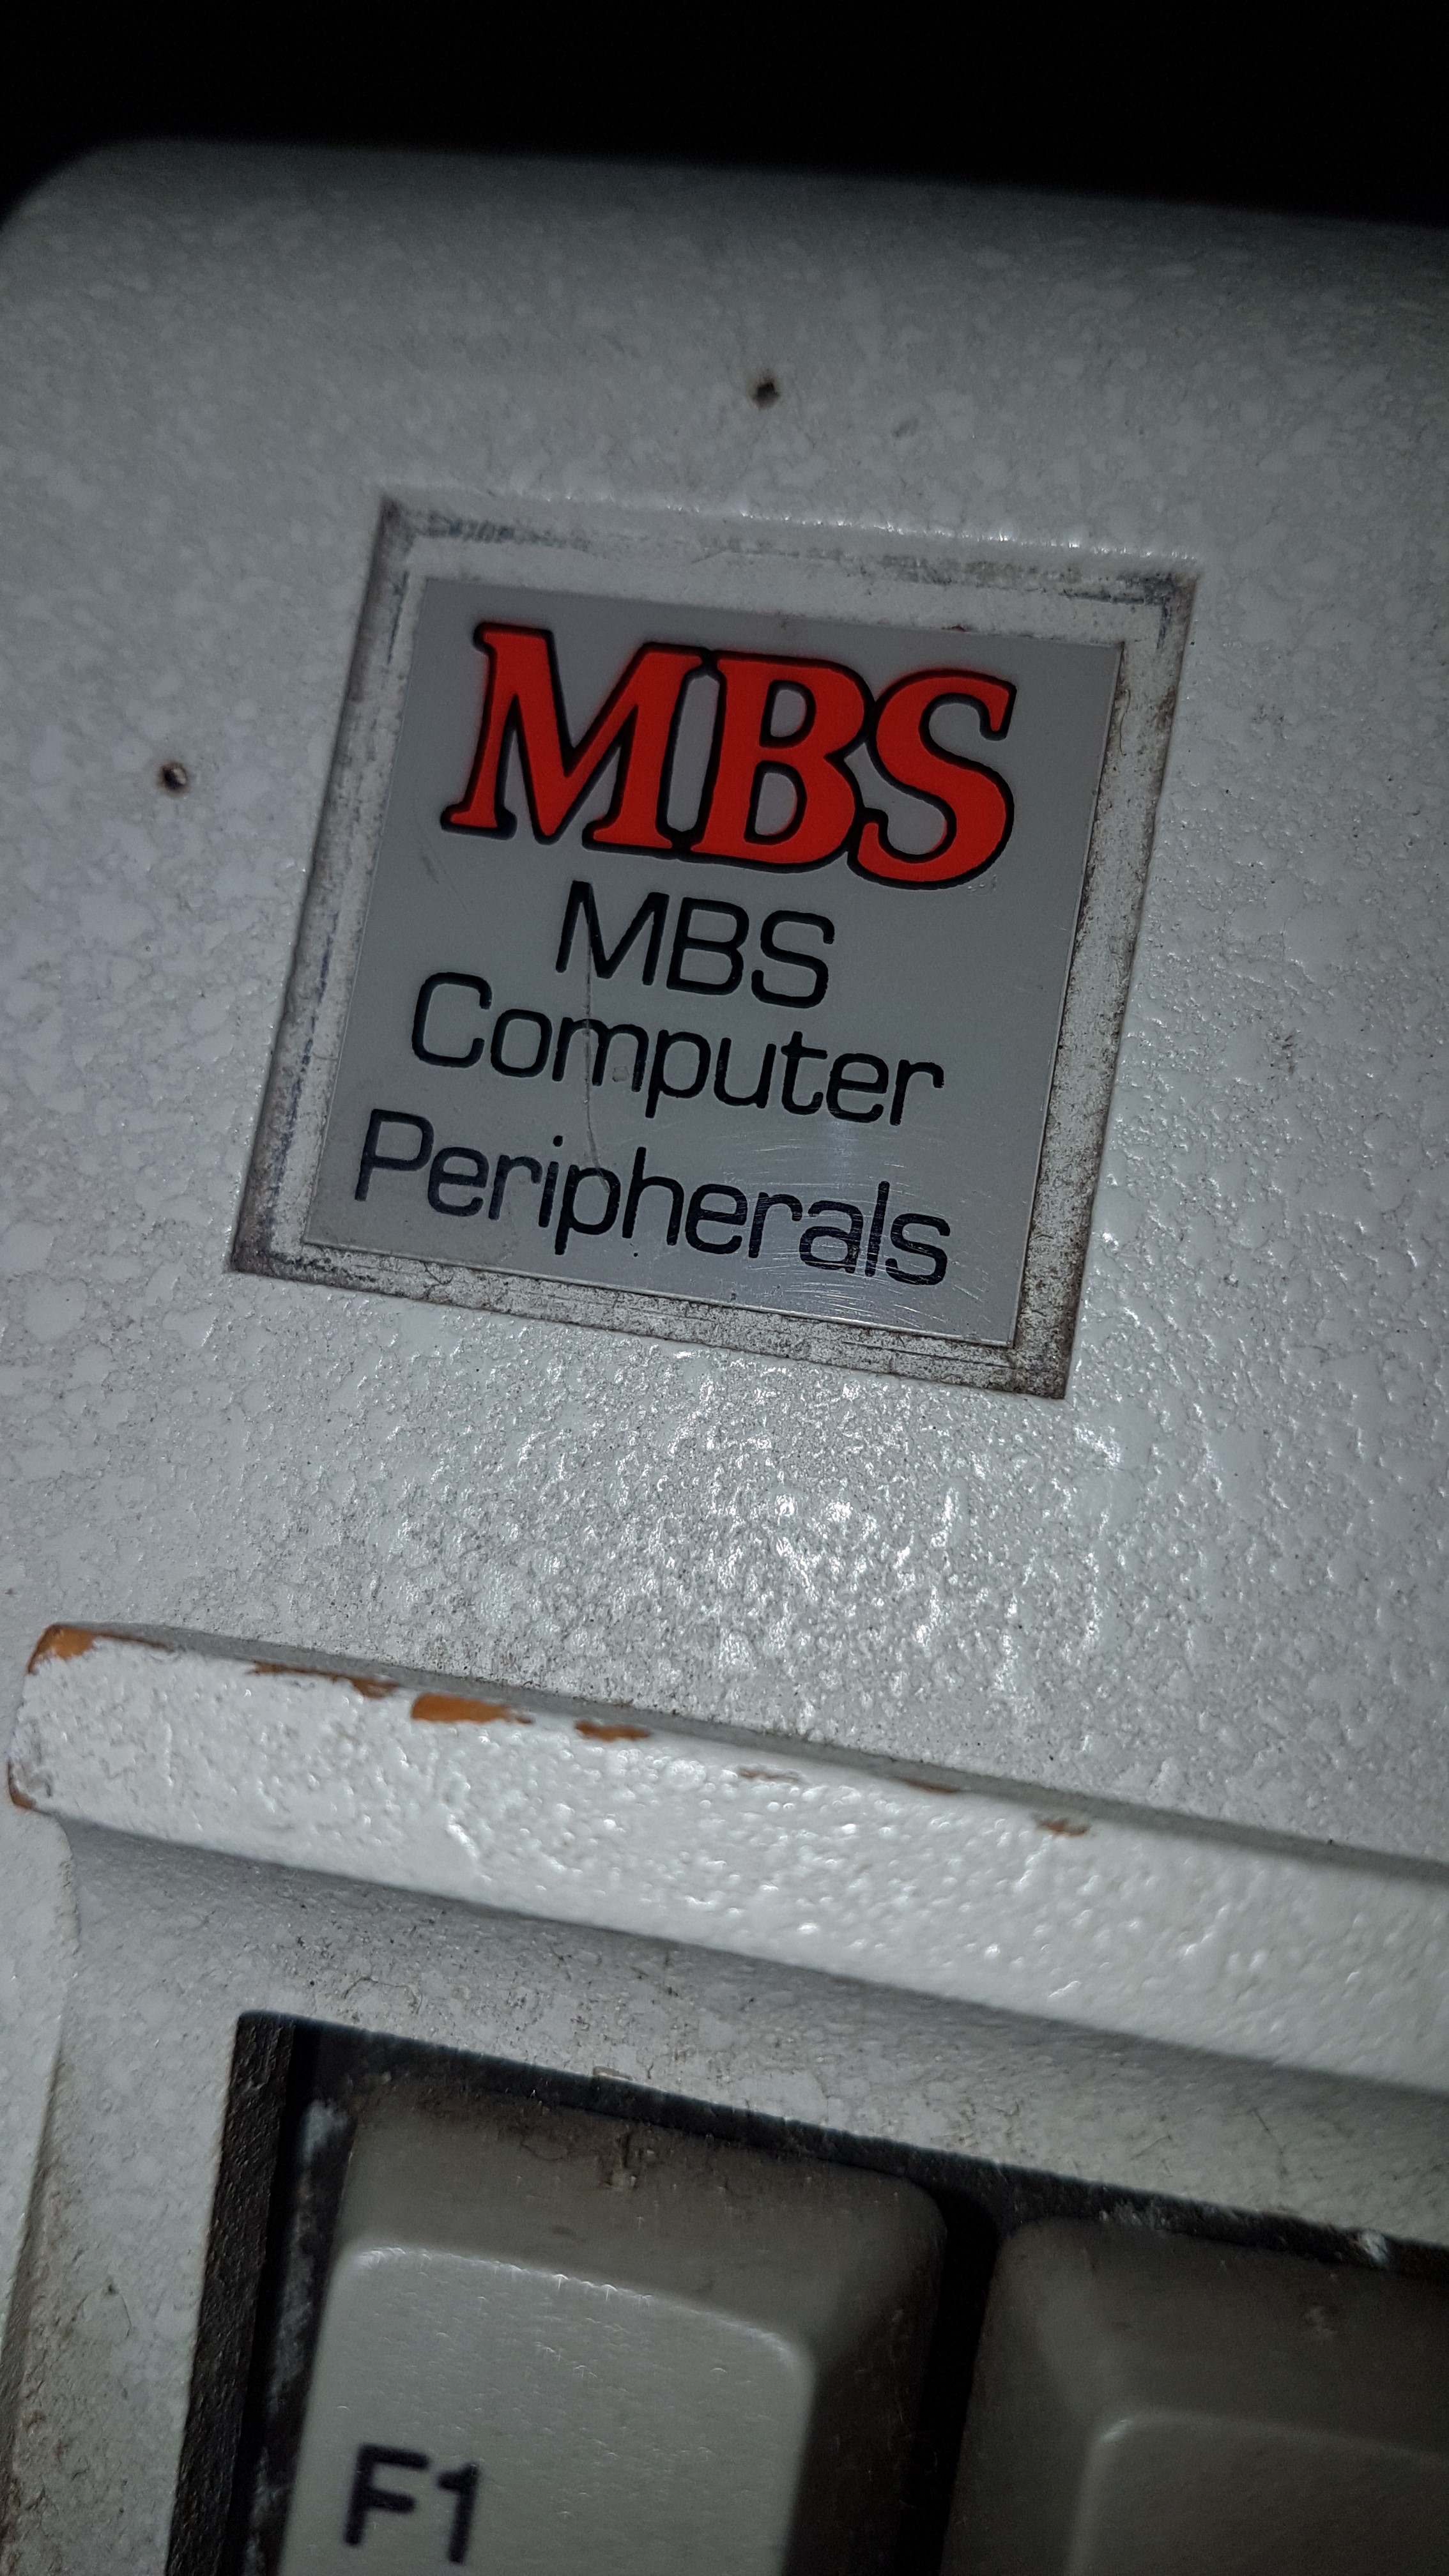 MBS
MBS
Computer
Peripherals
F1